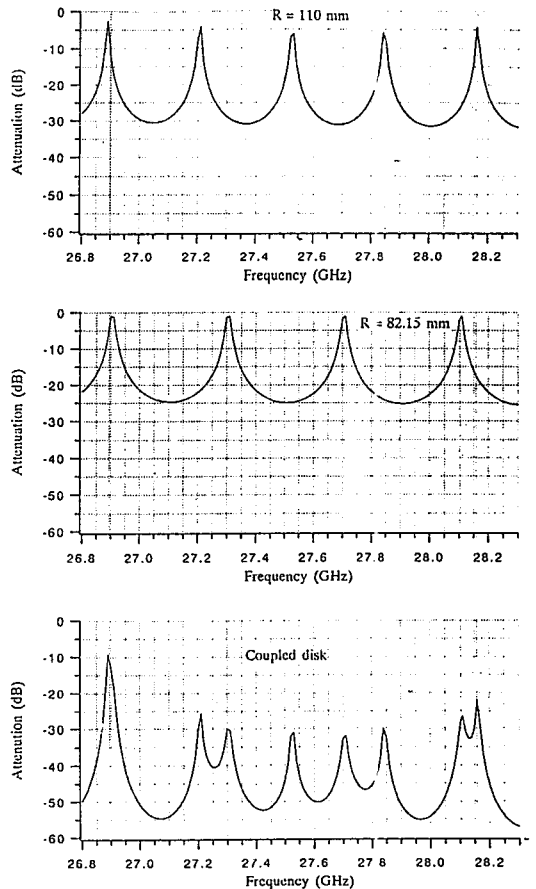 R = 110 mm
0
-10
-20
-30
-40
-50
-60
Attenuation (dB)
26.8 27.0 27.2 27.4 27.6 27.8 28.0 28.2
Frequency (GHz)
R = 82.15 mm
0
-10
-20
-30
-40
-50
-60
Attenuation (dB)
26.8 27.0 27.2 27.4 27.6 27.8 28.0 28.2
Frequency (GHz)
Coupled disk
0
-10
-20
-30
-40
-50
-60
Attenution (dB)
26.8 27.0 27.2 27.4 27.6 27.8 28.0 28.2
Frequency (GHz)